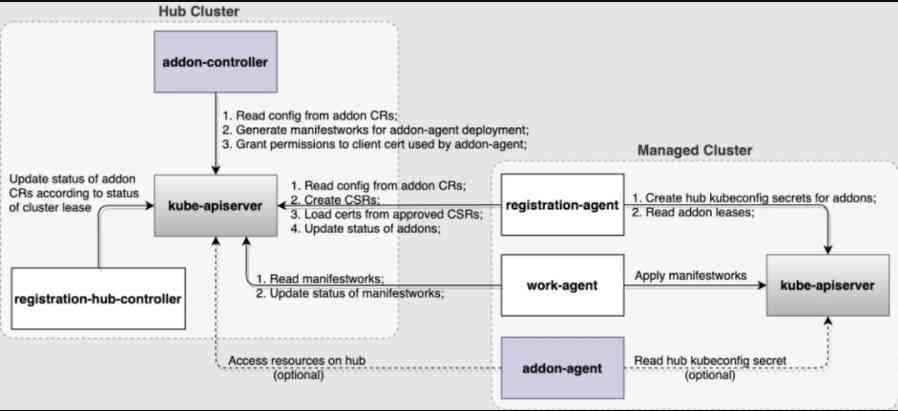 Hub Cluster
addon-controller
1. Read config from addon CRs;
2. Generate manifestworks for addon-agent deployment;
3. Grant permissions to client cert used by addon-agent;
Managed Cluster
Update status of addon
CRs according to status
of cluster lease
kube-apiserver
1. Read config from addon CRs;
2. Create CSRs;
3. Load certs from approved CSRs;
4. Update status of addons;
registration-agent
1. Create hub kubeconfig secrets for addons;
2. Read addon leases;
registration-hub-controller
1. Read manifestworks;
2. Update status of manifestworks;
work-agent
Apply manifestworks
kube-apiserver
Access resources on hub
(optional)
addon-agent
Read hub kubeconfig secret
(optional)